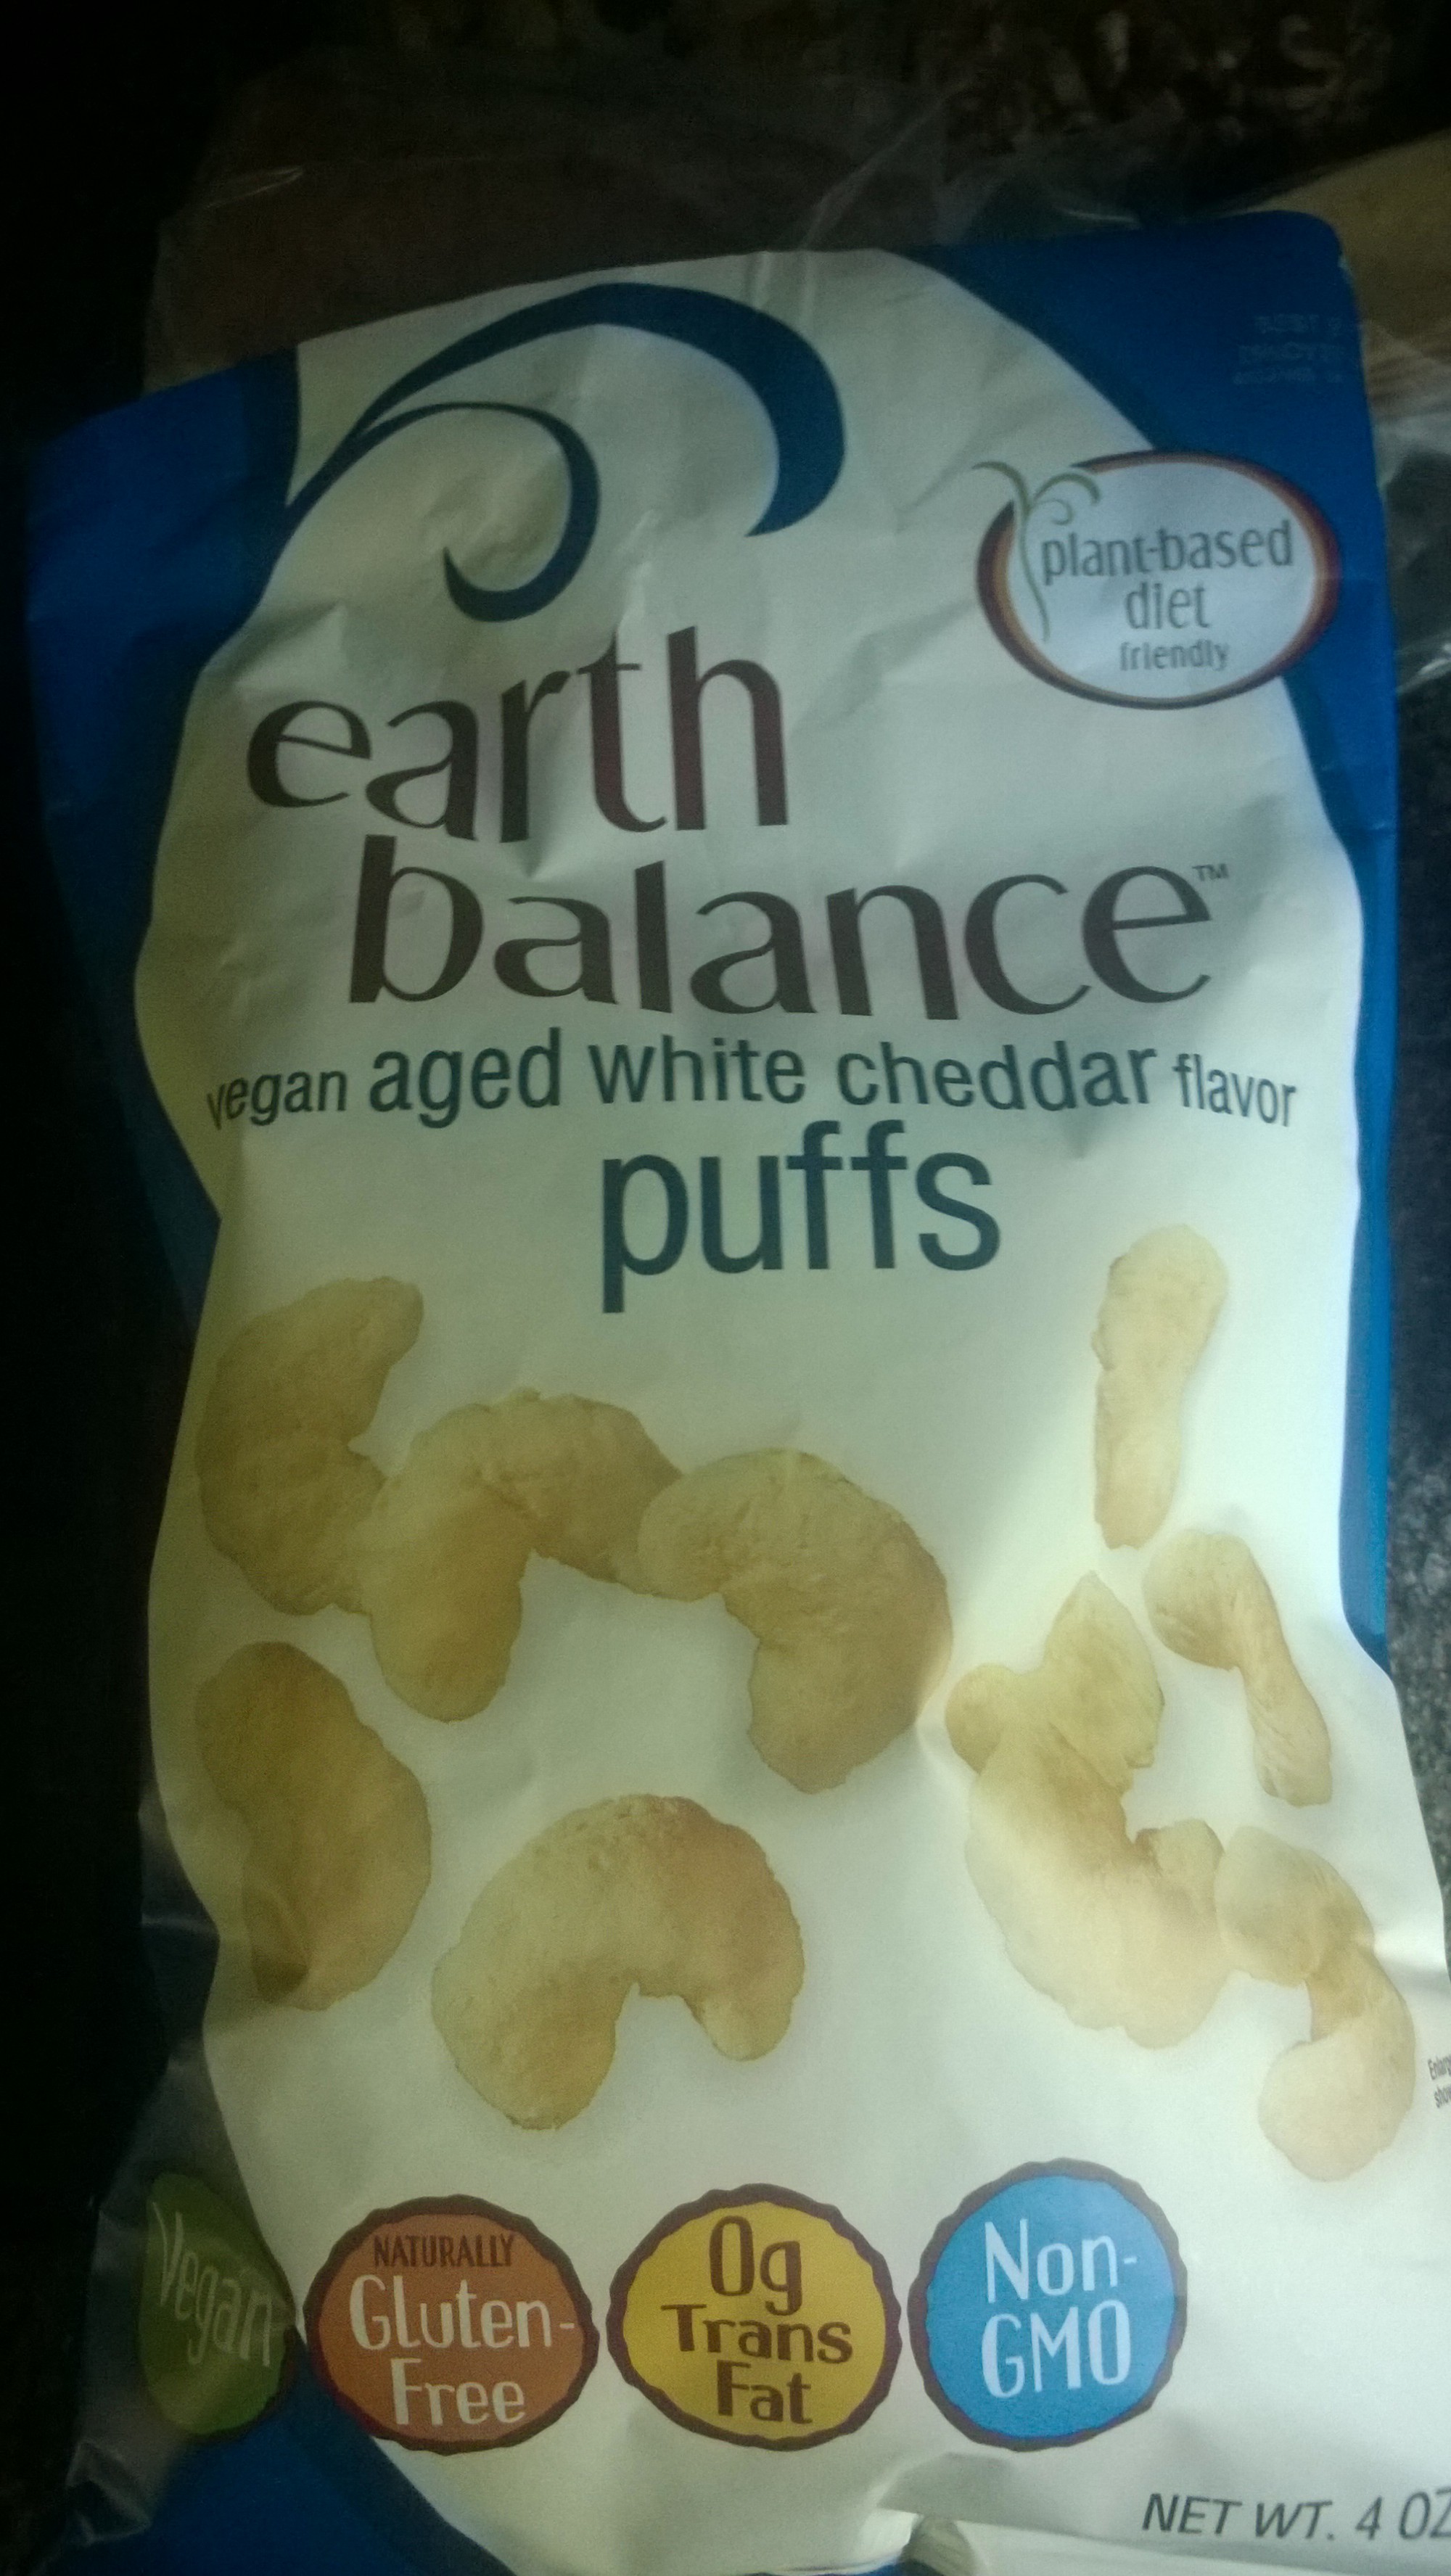 plant-based
diet
friendly
earth
balance™
vegan aged white cheddar flavor
puffs
Vegan
NATURALLY
Gluten-
Free
0g
Trans
Fat
Non-
GMO
NET WT. 4 OZ